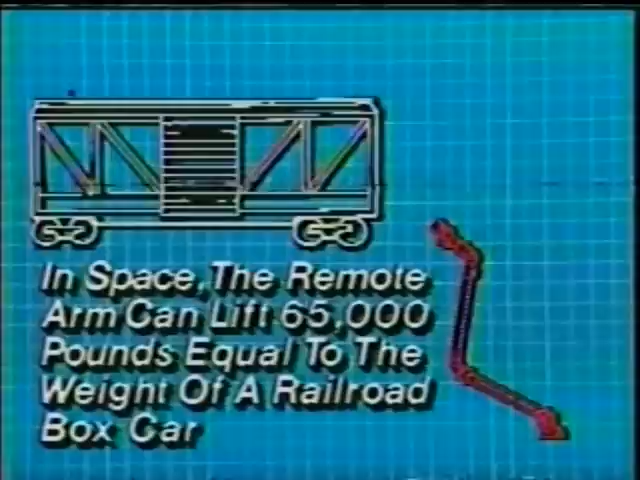 In Space, The Remote
Arm Can Lift 65,000
Pounds Equal To The
Weight Of A Railroad
Box Car